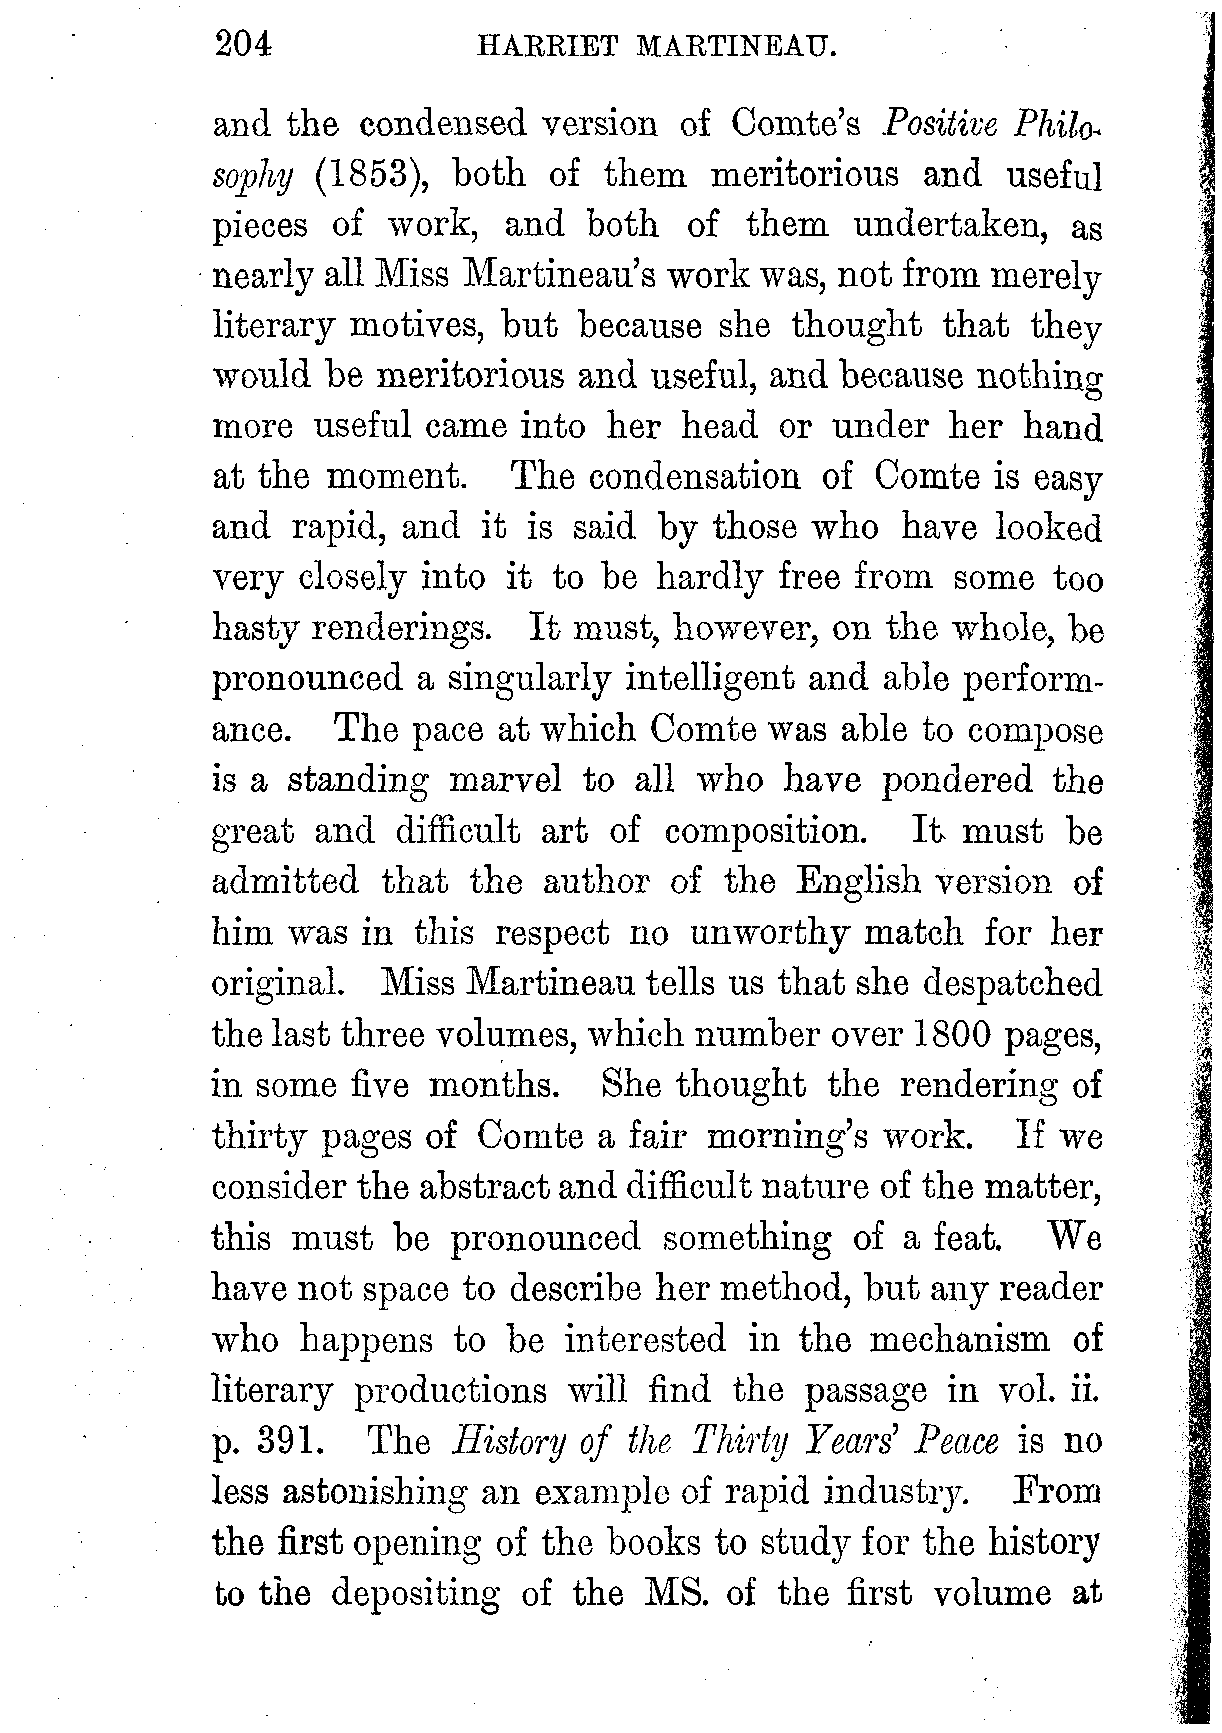 204 HARRIET MARTINEAU.
and the condensed version of Comte's Positive Philo-
sophy (1853), both of them meritorious and useful
pieces of work, and both of them undertaken, as
nearly all Miss Martineau's work was, not from merely
literary motives, but because she thought that they
would be meritorious and useful, and because nothing
more useful came into her head or under her hand
at the moment. The condensation of Comte is easy
and rapid, and it is said by those who have looked
very closely into it to be hardly free from some too
hasty renderings. It must, however, on the whole, be
pronounced a singularly intelligent and able perform-
ance. The pace at which Comte was able to compose
is a standing marvel to all who have pondered the
great and difficult art of composition. It must be
admitted that the author of the English version of
him was in this respect no unworthy match for her
original. Miss Martineau tells us that she despatched
the last three volumes, which number over 1800 pages,
in some five months. She thought the rendering of
thirty pages of Comte a fair morning's work. If we
consider the abstract and difficult nature of the matter,
this must be pronounced something of a feat. We
have not space to describe her method, but any reader
who happens to be interested in the mechanism of
literary productions will find the passage in vol. ii.
p. 391. The History of the Thirty Years' Peace is no
less astonishing an example of rapid industry. From
the first opening of the books to study for the history
to the depositing of the MS. of the first volume at